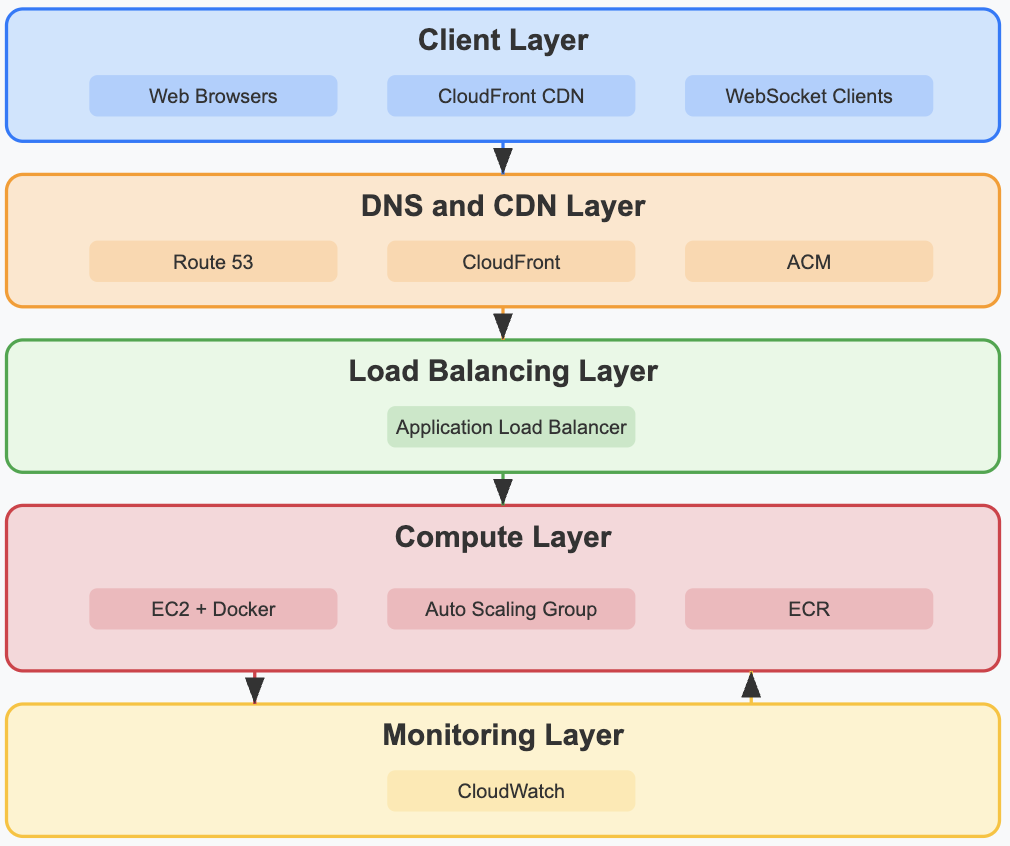 Client Layer
Web Browsers
CloudFront CDN
WebSocket Clients
DNS and CDN Layer
Route 53
CloudFront
ACM
Load Balancing Layer
Application Load Balancer
Compute Layer
EC2 + Docker
Auto Scaling Group
ECR
Monitoring Layer
CloudWatch